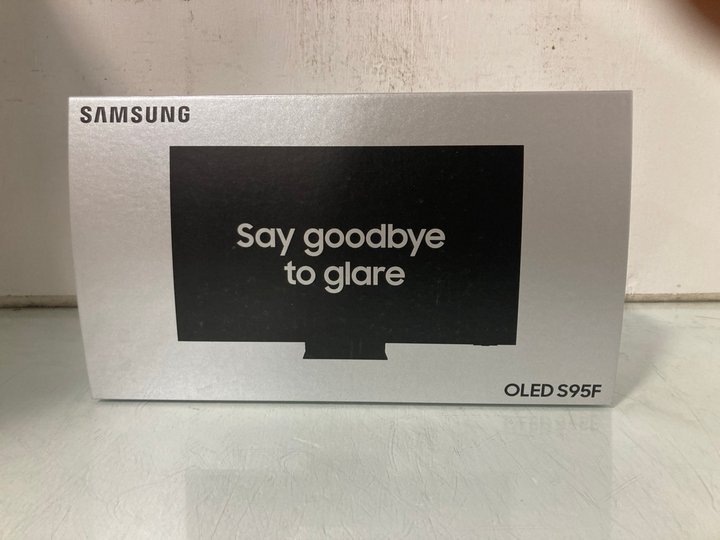 SAMSUNG
Say goodbye
to glare
OLED S95F